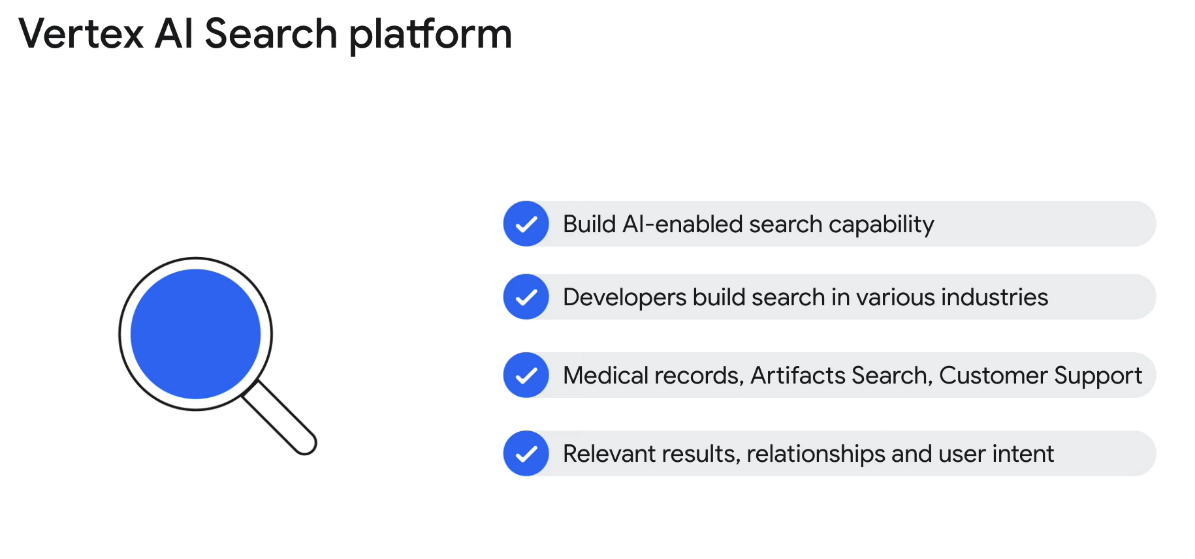 Vertex AI Search platform
Build AI-enabled search capability
Developers build search in various industries
Medical records, Artifacts Search, Customer Support
Relevant results, relationships and user intent